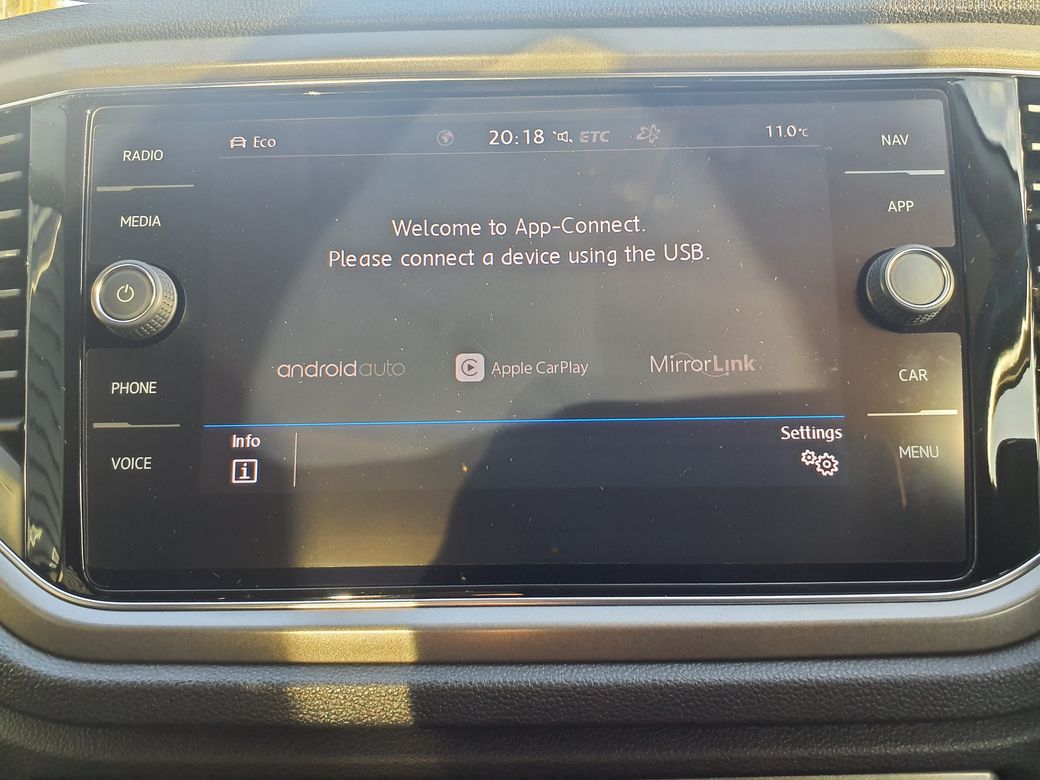 RADIO
MEDIA
PHONE
VOICE
Eco
20:18
ETC
11.0°C
Welcome to App-Connect.
Please connect a device using the USB.
androidauto
Apple CarPlay
MirrorLink
Info
i
Settings
NAV
APP
CAR
MENU